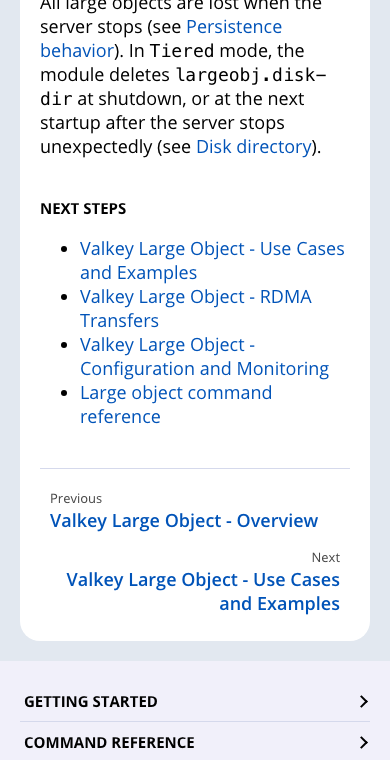 All large objects are lost when the
server stops (see Persistence
behavior). In Tiered mode, the
module deletes largeobj.disk-
dir at shutdown, or at the next
startup after the server stops
unexpectedly (see Disk directory).
NEXT STEPS
Valkey Large Object - Use Cases
and Examples
Valkey Large Object - RDMA
Transfers
Valkey Large Object -
Configuration and Monitoring
Large object command
reference
Previous
Valkey Large Object - Overview
Next
Valkey Large Object - Use Cases
and Examples
GETTING STARTED
COMMAND REFERENCE